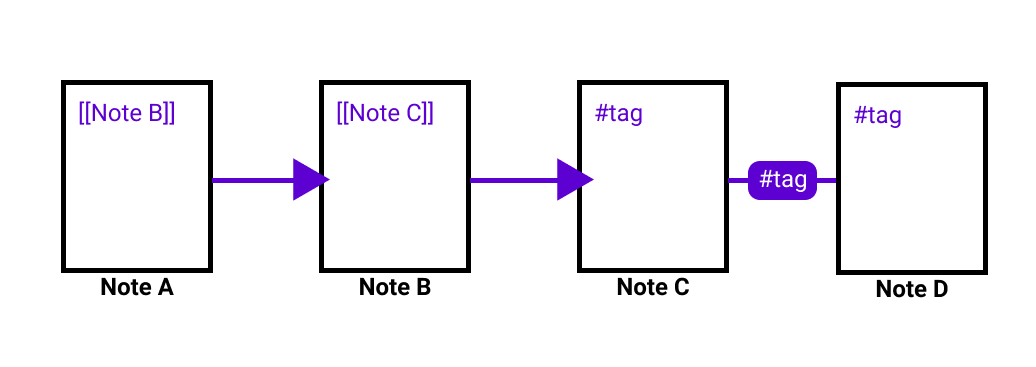 [[Note B]]
[[Note C]]
#tag
#tag
#tag
Note A
Note B
Note C
Note D